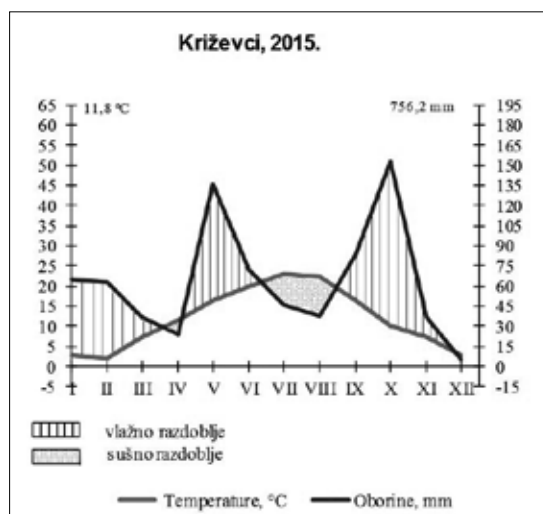 Križevci, 2015.
11,8 ºC 756,2 mm
65 195
60 180
55 165
50 150
45 135
40 120
35 105
30 90
25 75
20 60
15 45
10 30
5 15
0 0
-5 -15
I II III IV V VI VII VIII IX X XI XII
vlažno razdoblje
sušno razdoblje
Temperature, °C Oborine, mm